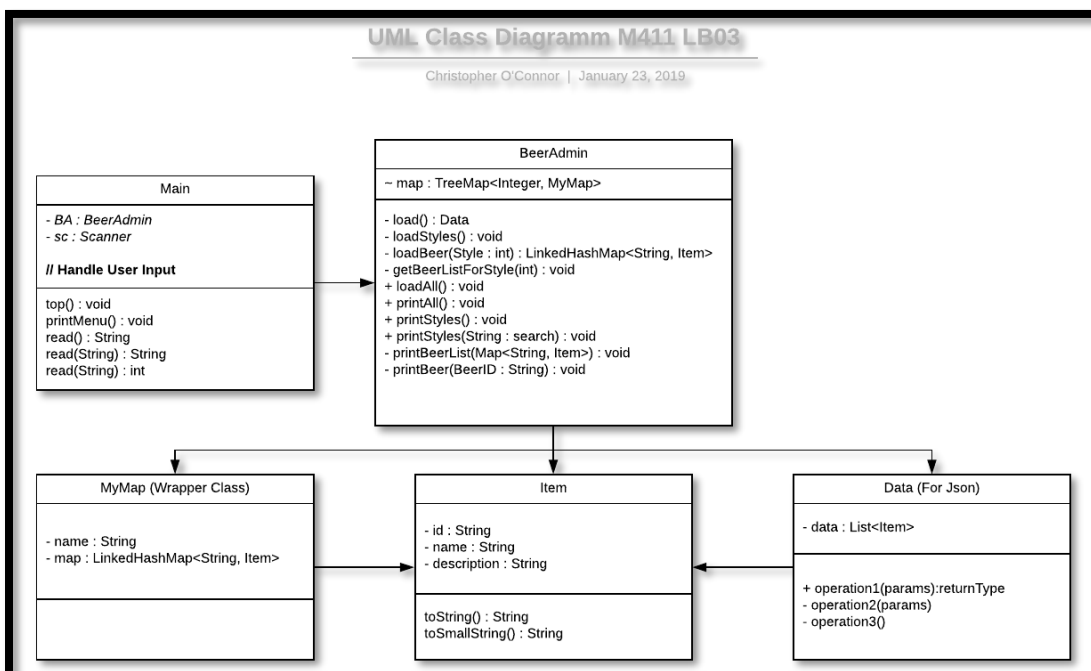 UML Class Diagramm M411 LB03
Christopher O'Connor | January 23, 2019
Main
- BA : BeerAdmin
- sc : Scanner
// Handle User Input
top() : void
printMenu() : void
read() : String
read(String) : String
read(String) : int
BeerAdmin
~ map : TreeMap<Integer, MyMap>
- load() : Data
- loadStyles() : void
- loadBeer(Style : int) : LinkedHashMap<String, Item>
- getBeerListForStyle(int) : void
+ loadAll() : void
+ printAll() : void
+ printStyles() : void
+ printStyles(String : search) : void
- printBeerList(Map<String, Item>) : void
- printBeer(BeerID : String) : void
MyMap (Wrapper Class)
- name : String
- map : LinkedHashMap<String, Item>
Item
- id : String
- name : String
- description : String
toString() : String
toSmallString() : String
Data (For Json)
- data : List<Item>
+ operation1(params):returnType
- operation2(params)
- operation3()